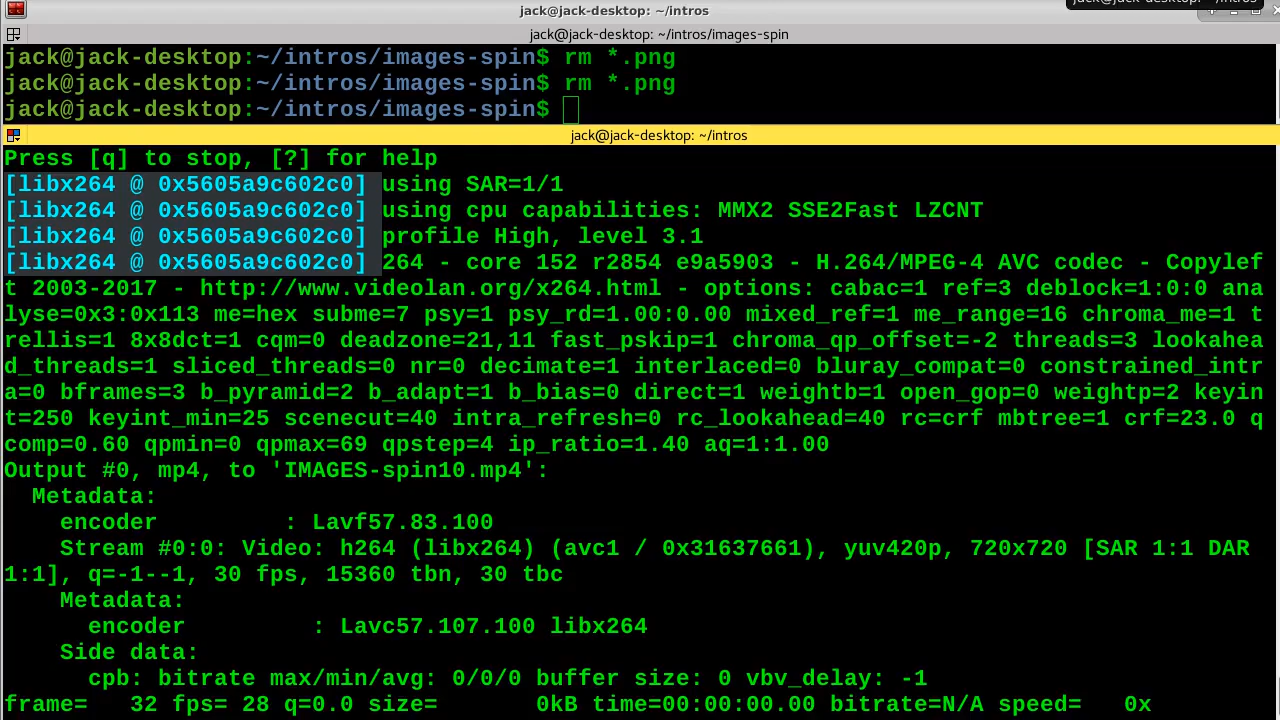 jack@jack-desktop: ~/intros
jack@jack-desktop: ~/intros
jack@jack-desktop: ~/intros/images-spin
jack@jack-desktop:~/intros/images-spin$ rm *.png
jack@jack-desktop:~/intros/images-spin$ rm *.png
jack@jack-desktop:~/intros/images-spin$
jack@jack-desktop: ~/intros
Press [q] to stop, [?] for help
[libx264 @ 0x5605a9c602c0] using SAR=1/1
[libx264 @ 0x5605a9c602c0] using cpu capabilities: MMX2 SSE2Fast LZCNT
[libx264 @ 0x5605a9c602c0] profile High, level 3.1
[libx264 @ 0x5605a9c602c0] 264 - core 152 r2854 e9a5903 - H.264/MPEG-4 AVC codec - Copylef
t 2003-2017 - http://www.videolan.org/x264.html - options: cabac=1 ref=3 deblock=1:0:0 ana
lyse=0x3:0x113 me=hex subme=7 psy=1 psy_rd=1.00:0.00 mixed_ref=1 me_range=16 chroma_me=1 t
rellis=1 8x8dct=1 cqm=0 deadzone=21,11 fast_pskip=1 chroma_qp_offset=-2 threads=3 lookahea
d_threads=1 sliced_threads=0 nr=0 decimate=1 interlaced=0 bluray_compat=0 constrained_intr
a=0 bframes=3 b_pyramid=2 b_adapt=1 b_bias=0 direct=1 weightb=1 open_gop=0 weightp=2 keyin
t=250 keyint_min=25 scenecut=40 intra_refresh=0 rc_lookahead=40 rc=crf mbtree=1 crf=23.0 q
comp=0.60 qpmin=0 qpmax=69 qpstep=4 ip_ratio=1.40 aq=1:1.00
Output #0, mp4, to 'IMAGES-spin10.mp4':
Metadata:
encoder : Lavf57.83.100
Stream #0:0: Video: h264 (libx264) (avc1 / 0x31637661), yuv420p, 720x720 [SAR 1:1 DAR
1:1], q=-1--1, 30 fps, 15360 tbn, 30 tbc
Metadata:
encoder : Lavc57.107.100 libx264
Side data:
cpb: bitrate max/min/avg: 0/0/0 buffer size: 0 vbv_delay: -1
frame= 32 fps= 28 q=0.0 size= 0kB time=00:00:00.00 bitrate=N/A speed= 0x